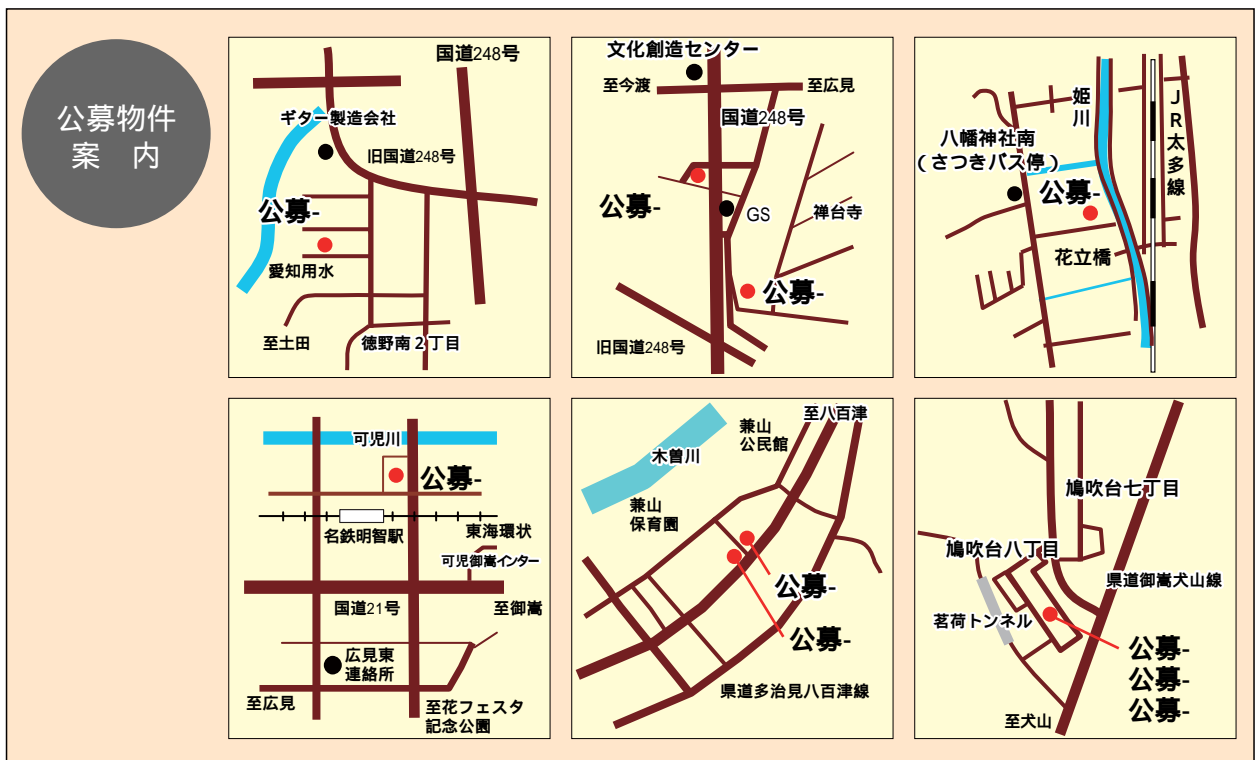 公募物件
案　内
国道248号
ギター製造会社
旧国道248号
公募-
愛知用水
至土田
徳野南２丁目
文化創造センター
至今渡
至広見
国道248号
公募-
GS
禅台寺
公募-
旧国道248号
姫川
JR太多線
八幡神社南
（さつきバス停）
公募-
花立橋
可児川
公募-
名鉄明智駅
東海環状
可児御嵩インター
国道21号
至御嵩
広見東
連絡所
至広見
至花フェスタ
記念公園
至八百津
兼山
公民館
木曽川
兼山
保育園
公募-
公募-
県道多治見八百津線
鳩吹台七丁目
鳩吹台八丁目
県道御嵩犬山線
茗荷トンネル
公募-
公募-
公募-
至犬山